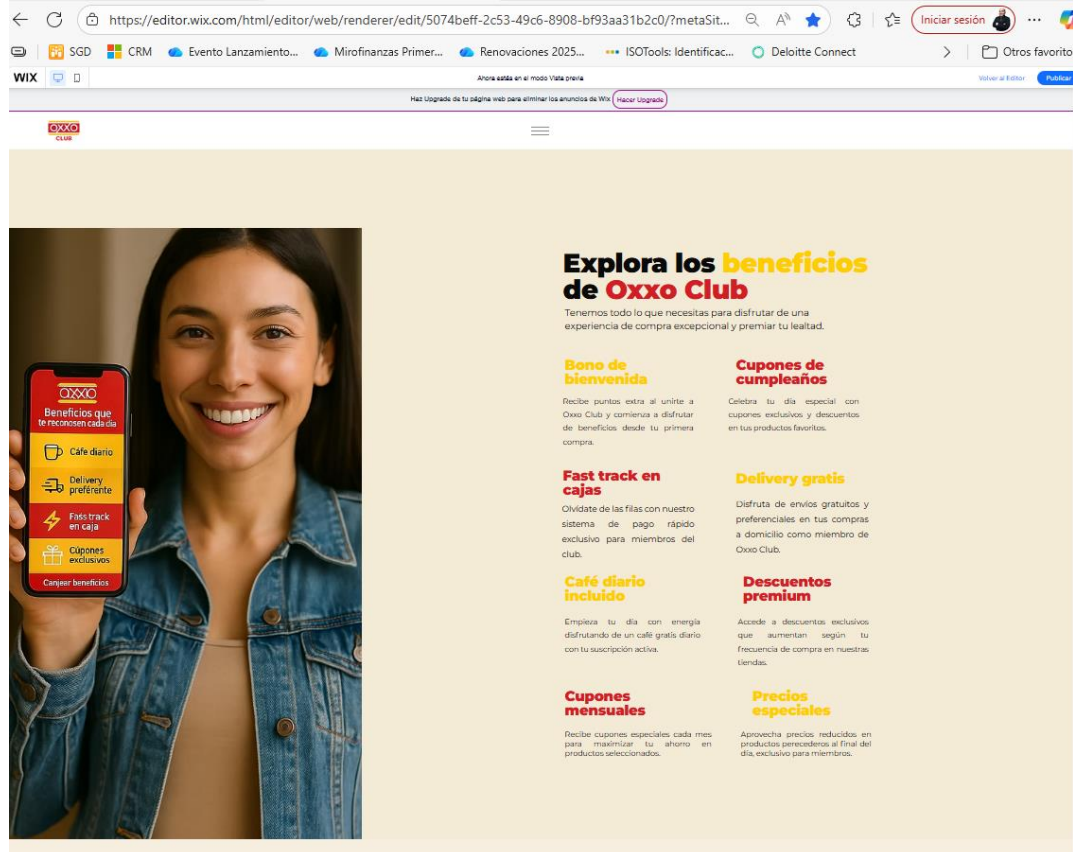 https://editor.wix.com/html/editor/web/renderer/edit/5074beff-2c53-49c6-8908-bf93aa31b2c0/?metaSit...
Iniciar sesión
SGD
CRM
Evento Lanzamiento...
Mirofinanzas Primer...
Renovaciones 2025...
ISOTools: Identificac...
Deloitte Connect
Otros favorito
WIX
Ahora estás en el modo Vista previa
Volver al Editor
Publicar
Haz Upgrade de tu página web para eliminar los anuncios de Wix
Hacer Upgrade
OXXO
CLUB
OXXO
Beneficios que
te reconosen cada día
Cáfe diario
Delivery
preférente
Fass track
en caja
Cúpones
exclusivos
Canjear beneficios
Explora los beneficios
de Oxxo Club
Tenemos todo lo que necesitas para disfrutar de una
experiencia de compra excepcional y premiar tu lealtad.
Bono de
bienvenida
Recibe puntos extra al unirte a
Oxxo Club y comienza a disfrutar
de beneficios desde tu primera
compra.
Cupones de
cumpleaños
Celebra tu día especial con
cupones exclusivos y descuentos
en tus productos favoritos.
Fast track en
cajas
Olvídate de las filas con nuestro
sistema de pago rápido
exclusivo para miembros del
club.
Delivery gratis
Disfruta de envíos gratuitos y
preferenciales en tus compras
a domicilio como miembro de
Oxxo Club.
Café diario
incluido
Empieza tu día con energía
disfrutando de un café gratis diario
con tu suscripción activa.
Descuentos
premium
Accede a descuentos exclusivos
que aumentan según tu
frecuencia de compra en nuestras
tiendas.
Cupones
mensuales
Recibe cupones especiales cada mes
para maximizar tu ahorro en
productos seleccionados.
Precios
especiales
Aprovecha precios reducidos en
productos perecederos al final del
día, exclusivo para miembros.